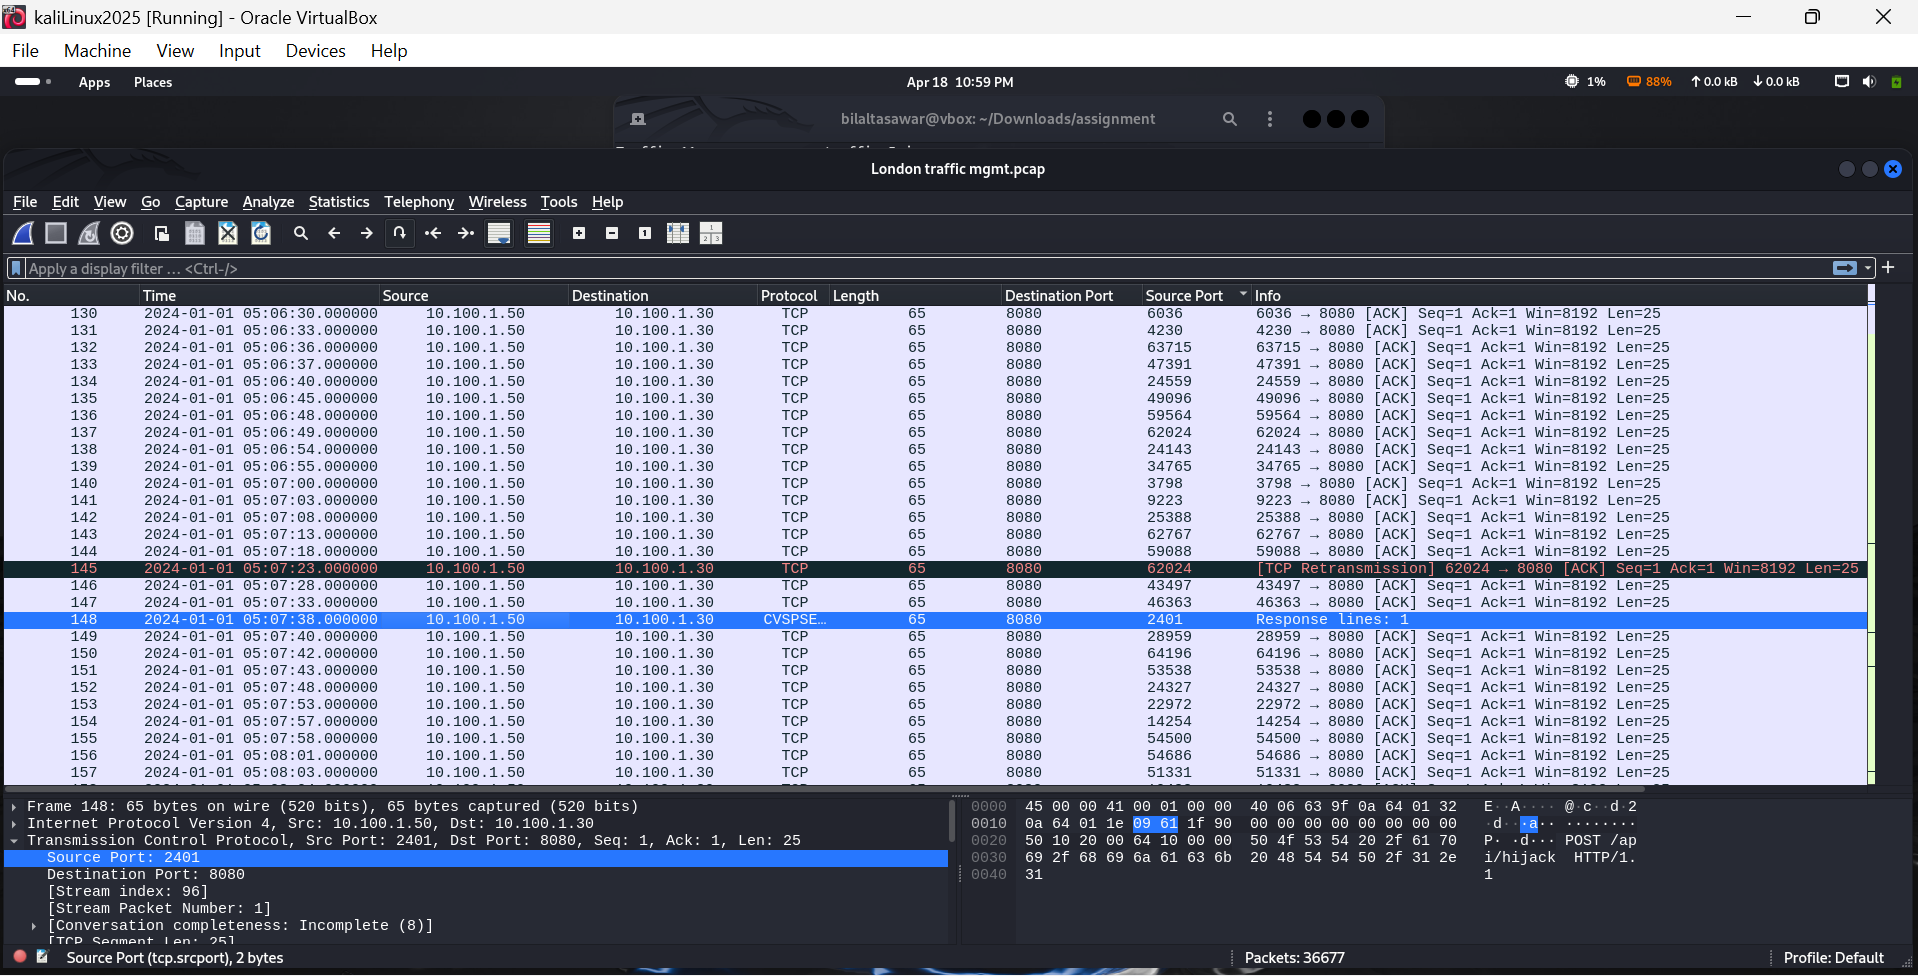 kaliLinux2025 [Running] - Oracle VirtualBox
File Machine View Input Devices Help
Apps Places Apr 18 10:59 PM 1% 88% ↑0.0 kB ↓0.0 kB
bilaltasawar@vbox: ~/Downloads/assignment
London traffic mgmt.pcap
File Edit View Go Capture Analyze Statistics Telephony Wireless Tools Help
Apply a display filter … <Ctrl-/>
No. Time Source Destination Protocol Length Destination Port Source Port Info
130 2024-01-01 05:06:30.000000 10.100.1.50 10.100.1.30 TCP 65 8080 6036 6036 → 8080 [ACK] Seq=1 Ack=1 Win=8192 Len=25
131 2024-01-01 05:06:33.000000 10.100.1.50 10.100.1.30 TCP 65 8080 4230 4230 → 8080 [ACK] Seq=1 Ack=1 Win=8192 Len=25
132 2024-01-01 05:06:36.000000 10.100.1.50 10.100.1.30 TCP 65 8080 63715 63715 → 8080 [ACK] Seq=1 Ack=1 Win=8192 Len=25
133 2024-01-01 05:06:37.000000 10.100.1.50 10.100.1.30 TCP 65 8080 47391 47391 → 8080 [ACK] Seq=1 Ack=1 Win=8192 Len=25
134 2024-01-01 05:06:40.000000 10.100.1.50 10.100.1.30 TCP 65 8080 24559 24559 → 8080 [ACK] Seq=1 Ack=1 Win=8192 Len=25
135 2024-01-01 05:06:45.000000 10.100.1.50 10.100.1.30 TCP 65 8080 49096 49096 → 8080 [ACK] Seq=1 Ack=1 Win=8192 Len=25
136 2024-01-01 05:06:48.000000 10.100.1.50 10.100.1.30 TCP 65 8080 59564 59564 → 8080 [ACK] Seq=1 Ack=1 Win=8192 Len=25
137 2024-01-01 05:06:49.000000 10.100.1.50 10.100.1.30 TCP 65 8080 62024 62024 → 8080 [ACK] Seq=1 Ack=1 Win=8192 Len=25
138 2024-01-01 05:06:54.000000 10.100.1.50 10.100.1.30 TCP 65 8080 24143 24143 → 8080 [ACK] Seq=1 Ack=1 Win=8192 Len=25
139 2024-01-01 05:06:55.000000 10.100.1.50 10.100.1.30 TCP 65 8080 34765 34765 → 8080 [ACK] Seq=1 Ack=1 Win=8192 Len=25
140 2024-01-01 05:07:00.000000 10.100.1.50 10.100.1.30 TCP 65 8080 3798 3798 → 8080 [ACK] Seq=1 Ack=1 Win=8192 Len=25
141 2024-01-01 05:07:03.000000 10.100.1.50 10.100.1.30 TCP 65 8080 9223 9223 → 8080 [ACK] Seq=1 Ack=1 Win=8192 Len=25
142 2024-01-01 05:07:08.000000 10.100.1.50 10.100.1.30 TCP 65 8080 25388 25388 → 8080 [ACK] Seq=1 Ack=1 Win=8192 Len=25
143 2024-01-01 05:07:13.000000 10.100.1.50 10.100.1.30 TCP 65 8080 62767 62767 → 8080 [ACK] Seq=1 Ack=1 Win=8192 Len=25
144 2024-01-01 05:07:18.000000 10.100.1.50 10.100.1.30 TCP 65 8080 59088 59088 → 8080 [ACK] Seq=1 Ack=1 Win=8192 Len=25
145 2024-01-01 05:07:23.000000 10.100.1.50 10.100.1.30 TCP 65 8080 62024 [TCP Retransmission] 62024 → 8080 [ACK] Seq=1 Ack=1 Win=8192 Len=25
146 2024-01-01 05:07:28.000000 10.100.1.50 10.100.1.30 TCP 65 8080 43497 43497 → 8080 [ACK] Seq=1 Ack=1 Win=8192 Len=25
147 2024-01-01 05:07:33.000000 10.100.1.50 10.100.1.30 TCP 65 8080 46363 46363 → 8080 [ACK] Seq=1 Ack=1 Win=8192 Len=25
148 2024-01-01 05:07:38.000000 10.100.1.50 10.100.1.30 CVSPSE… 65 8080 2401 Response lines: 1
149 2024-01-01 05:07:40.000000 10.100.1.50 10.100.1.30 TCP 65 8080 28959 28959 → 8080 [ACK] Seq=1 Ack=1 Win=8192 Len=25
150 2024-01-01 05:07:42.000000 10.100.1.50 10.100.1.30 TCP 65 8080 64196 64196 → 8080 [ACK] Seq=1 Ack=1 Win=8192 Len=25
151 2024-01-01 05:07:43.000000 10.100.1.50 10.100.1.30 TCP 65 8080 53538 53538 → 8080 [ACK] Seq=1 Ack=1 Win=8192 Len=25
152 2024-01-01 05:07:48.000000 10.100.1.50 10.100.1.30 TCP 65 8080 24327 24327 → 8080 [ACK] Seq=1 Ack=1 Win=8192 Len=25
153 2024-01-01 05:07:53.000000 10.100.1.50 10.100.1.30 TCP 65 8080 22972 22972 → 8080 [ACK] Seq=1 Ack=1 Win=8192 Len=25
154 2024-01-01 05:07:57.000000 10.100.1.50 10.100.1.30 TCP 65 8080 14254 14254 → 8080 [ACK] Seq=1 Ack=1 Win=8192 Len=25
155 2024-01-01 05:07:58.000000 10.100.1.50 10.100.1.30 TCP 65 8080 54500 54500 → 8080 [ACK] Seq=1 Ack=1 Win=8192 Len=25
156 2024-01-01 05:08:01.000000 10.100.1.50 10.100.1.30 TCP 65 8080 54686 54686 → 8080 [ACK] Seq=1 Ack=1 Win=8192 Len=25
157 2024-01-01 05:08:03.000000 10.100.1.50 10.100.1.30 TCP 65 8080 51331 51331 → 8080 [ACK] Seq=1 Ack=1 Win=8192 Len=25
Frame 148: 65 bytes on wire (520 bits), 65 bytes captured (520 bits)
Internet Protocol Version 4, Src: 10.100.1.50, Dst: 10.100.1.30
Transmission Control Protocol, Src Port: 2401, Dst Port: 8080, Seq: 1, Ack: 1, Len: 25
Source Port: 2401
Destination Port: 8080
[Stream index: 96]
[Stream Packet Number: 1]
[Conversation completeness: Incomplete (8)]
[TCP Segment Len: 25]
0000 45 00 00 41 00 01 00 00 40 06 63 9f 0a 64 01 32 E··A···· @·c··d·2
0010 0a 64 01 1e 09 61 1f 90 00 00 00 00 00 00 00 00 ·d···a·· ········
0020 50 10 20 00 64 10 00 00 50 4f 53 54 20 2f 61 70 P· ·d··· POST /ap
0030 69 2f 68 69 6a 61 63 6b 20 48 54 54 50 2f 31 2e i/hijack HTTP/1.
0040 31 1
Source Port (tcp.srcport), 2 bytes Packets: 36677 Profile: Default